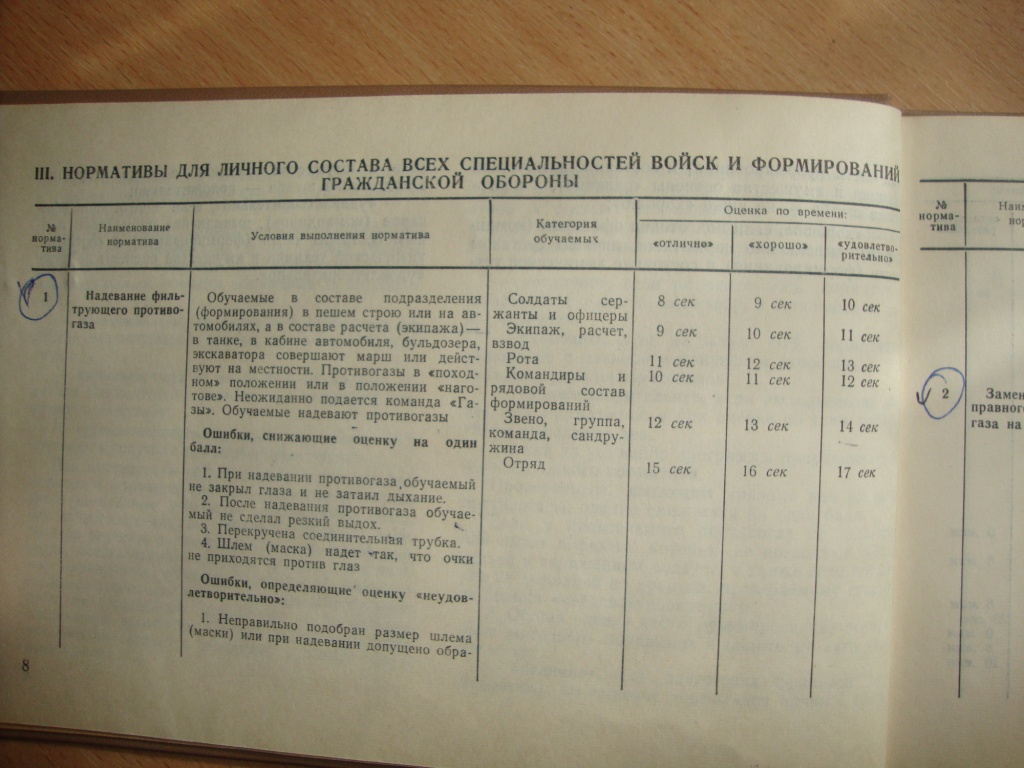 III. НОРМАТИВЫ ДЛЯ ЛИЧНОГО СОСТАВА ВСЕХ СПЕЦИАЛЬНОСТЕЙ ВОЙСК И ФОРМИРОВАНИЙ
ГРАЖДАНСКОЙ ОБОРОНЫ
№
норма-
тива
Наименование
норматива
Условия выполнения норматива
Категория
обучаемых
Оценка по времени:
«отлично»
«хорошо»
«удовлетво-
рительно»
1
Надевание филь-
трующего противо-
газа
Обучаемые в составе подразделения
(формирования) в пешем строю или на ав-
томобилях, а в составе расчета (экипажа)—
в танке, в кабине автомобиля, бульдозера,
экскаватора совершают марш или дейст-
вуют на местности. Противогазы в «поход-
ном» положении или в положении «наго-
тове». Неожиданно подается команда «Га-
зы». Обучаемые надевают противогазы
Ошибки, снижающие оценку на один
балл:
1. При надевании противогаза обучаемый
не закрыл глаза и не затаил дыхание.
2. После надевания противогаза обучае-
мый не сделал резкий выдох.
3. Перекручена соединительная трубка.
4. Шлем (маска) надет так, что очки
не приходятся против глаз
Ошибки, определяющие оценку «неудов-
летворительно»:
1. Неправильно подобран размер шлема
(маски) или при надевании допущено обра-
Солдаты сер-
жанты и офицеры
8 сек 9 сек 10 сек
Экипаж, расчет,
взвод
9 сек 10 сек 11 сек
Рота
11 сек 12 сек 13 сек
Командиры и
рядовой состав
формирований
10 сек 11 сек 12 сек
Звено, группа,
команда, сандру-
жина
12 сек 13 сек 14 сек
Отряд
15 сек 16 сек 17 сек
8
№
норма-
тива
2
Замен
правного
газа на